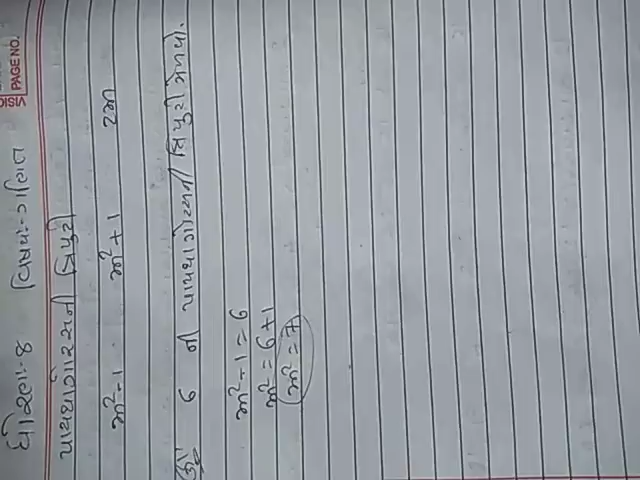 PAGE NO.
ધોરણ:-8 વિષય:-ગણિત
પાયથાગોરસની ત્રિપુટી
m²-1 m²+1 2m
6 ની પાયથાગોરસની ત્રિપુટી મેળવો.
m²-1=6
m²=6+1
m²=7